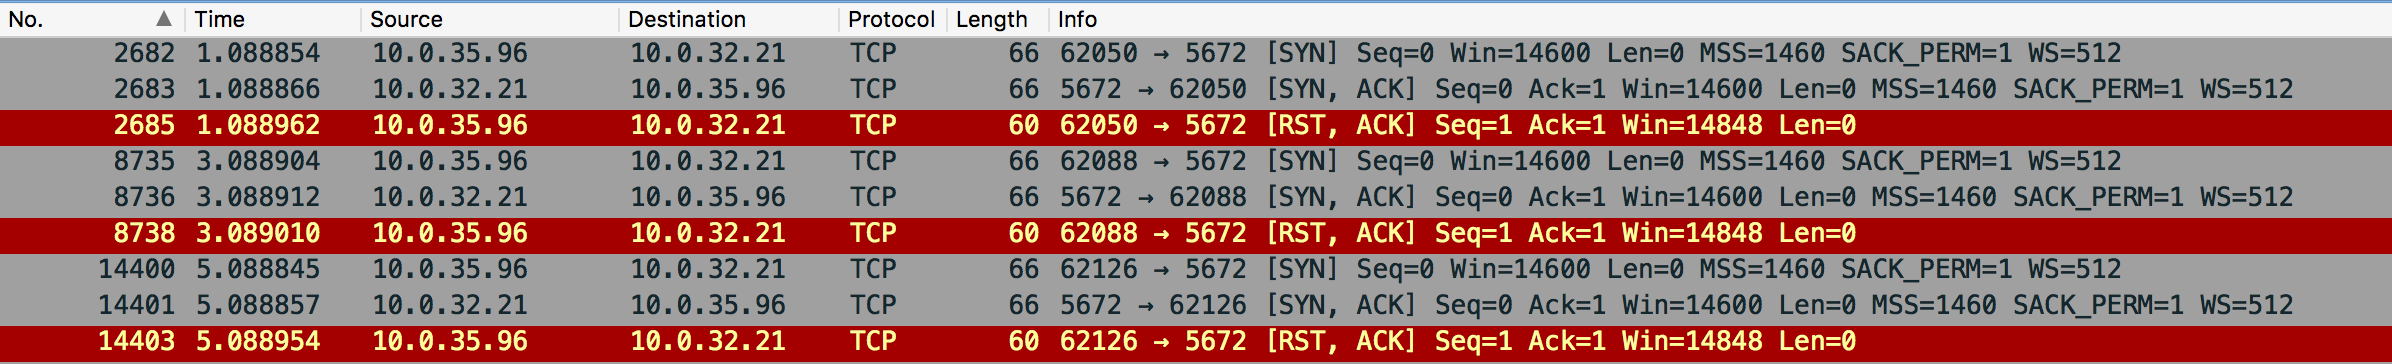 No. ▲ Time Source Destination Protocol Length Info
2682 1.088854 10.0.35.96 10.0.32.21 TCP 66 62050 → 5672 [SYN] Seq=0 Win=14600 Len=0 MSS=1460 SACK_PERM=1 WS=512
2683 1.088866 10.0.32.21 10.0.35.96 TCP 66 5672 → 62050 [SYN, ACK] Seq=0 Ack=1 Win=14600 Len=0 MSS=1460 SACK_PERM=1 WS=512
2685 1.088962 10.0.35.96 10.0.32.21 TCP 60 62050 → 5672 [RST, ACK] Seq=1 Ack=1 Win=14848 Len=0
8735 3.088904 10.0.35.96 10.0.32.21 TCP 66 62088 → 5672 [SYN] Seq=0 Win=14600 Len=0 MSS=1460 SACK_PERM=1 WS=512
8736 3.088912 10.0.32.21 10.0.35.96 TCP 66 5672 → 62088 [SYN, ACK] Seq=0 Ack=1 Win=14600 Len=0 MSS=1460 SACK_PERM=1 WS=512
8738 3.089010 10.0.35.96 10.0.32.21 TCP 60 62088 → 5672 [RST, ACK] Seq=1 Ack=1 Win=14848 Len=0
14400 5.088845 10.0.35.96 10.0.32.21 TCP 66 62126 → 5672 [SYN] Seq=0 Win=14600 Len=0 MSS=1460 SACK_PERM=1 WS=512
14401 5.088857 10.0.32.21 10.0.35.96 TCP 66 5672 → 62126 [SYN, ACK] Seq=0 Ack=1 Win=14600 Len=0 MSS=1460 SACK_PERM=1 WS=512
14403 5.088954 10.0.35.96 10.0.32.21 TCP 60 62126 → 5672 [RST, ACK] Seq=1 Ack=1 Win=14848 Len=0